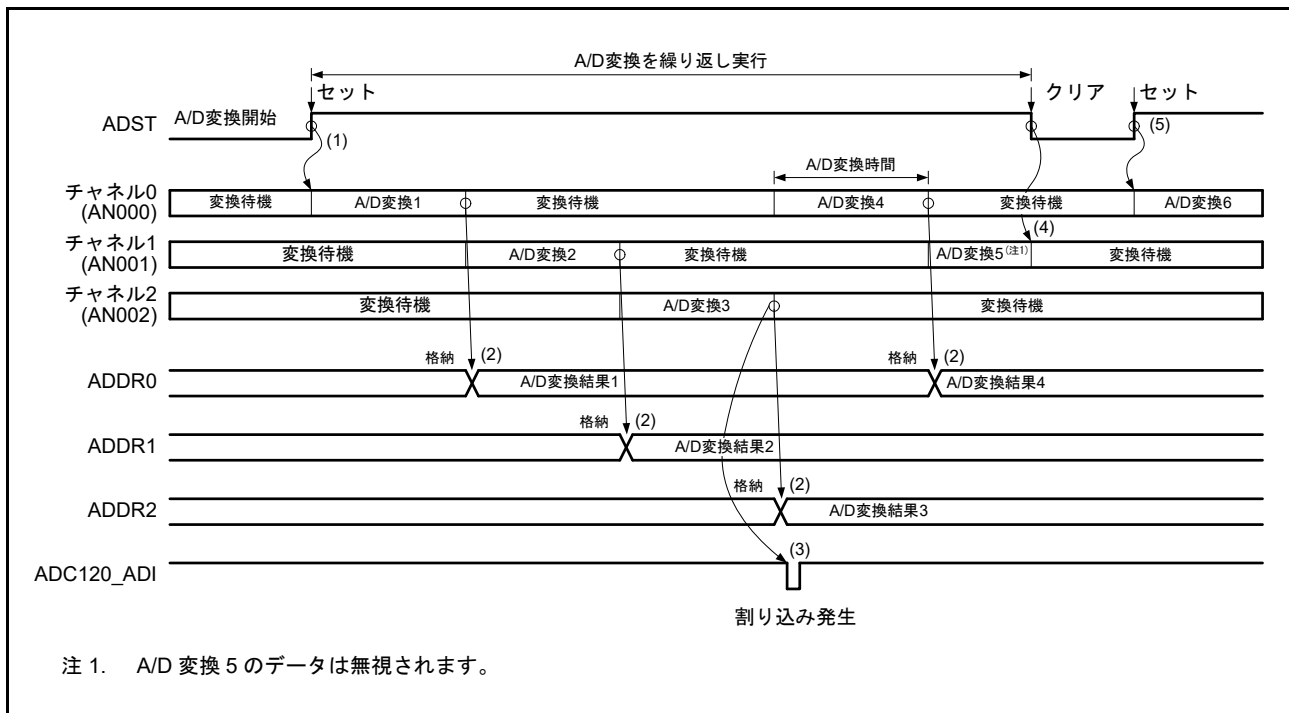 A/D変換を繰り返し実行
セット
クリア
セット
ADST
A/D変換開始
(1)
(5)
A/D変換時間
チャネル0
(AN000)
変換待機
A/D変換1
変換待機
A/D変換4
変換待機
A/D変換6
(4)
チャネル1
(AN001)
変換待機
A/D変換2
変換待機
A/D変換5(注1)
変換待機
チャネル2
(AN002)
変換待機
A/D変換3
変換待機
格納
(2)
格納
(2)
ADDR0
A/D変換結果1
A/D変換結果4
格納
(2)
ADDR1
A/D変換結果2
格納
(2)
ADDR2
A/D変換結果3
(3)
ADC120_ADI
割り込み発生
注 1. A/D 変換 5 のデータは無視されます。